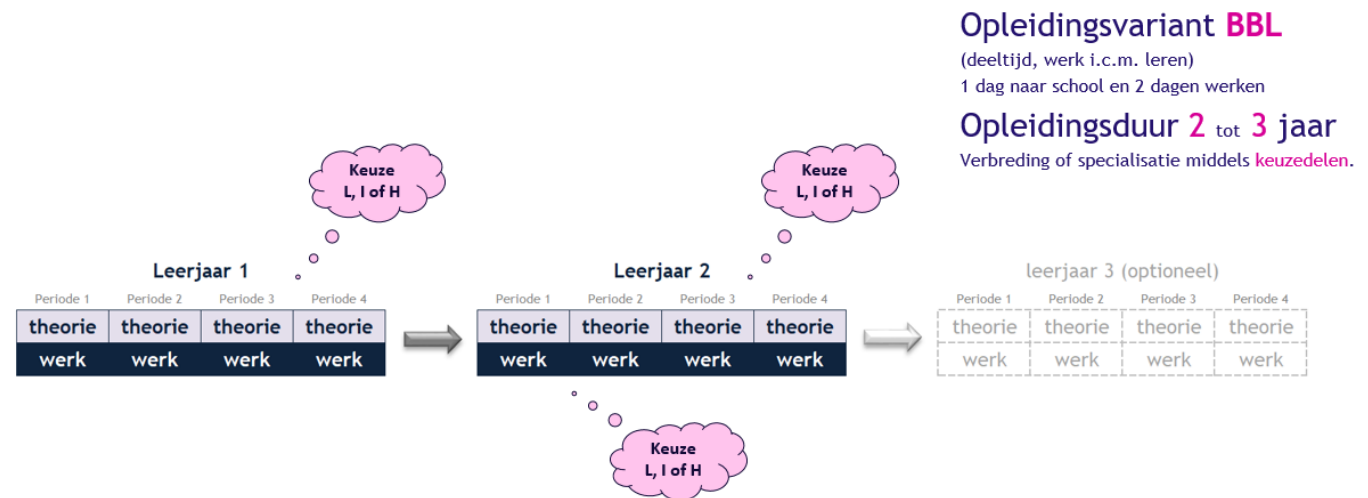 Opleidingsvariant BBL
(deeltijd, werk i.c.m. leren)
1 dag naar school en 2 dagen werken
Opleidingsduur 2 tot 3 jaar
Verbreding of specialisatie middels keuzedelen.
Keuze
L, I of H
Keuze
L, I of H
Leerjaar 1
Periode 1 Periode 2 Periode 3 Periode 4
theorie theorie theorie theorie
werk werk werk werk
Leerjaar 2
Periode 1 Periode 2 Periode 3 Periode 4
theorie theorie theorie theorie
werk werk werk werk
leerjaar 3 (optioneel)
Periode 1 Periode 2 Periode 3 Periode 4
theorie theorie theorie theorie
werk werk werk werk
Keuze
L, I of H